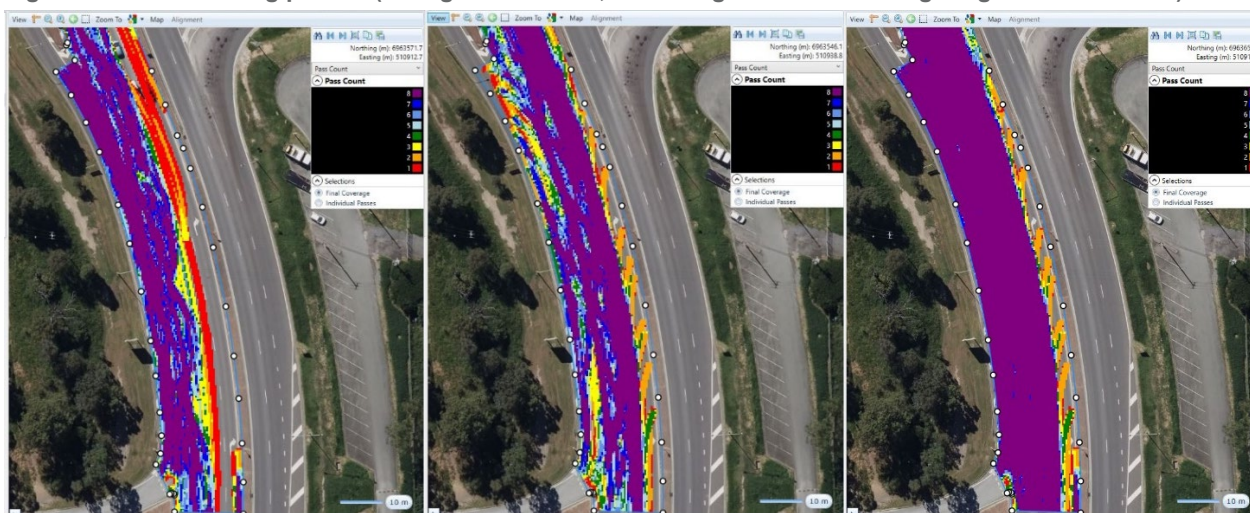 View Zoom To Map Alignment
Northing (m): 6963571.7
Easting (m): 510912.7
Pass Count
Pass Count
8
7
6
5
4
3
2
1
Selections
Final Coverage
Individual Passes
10 m
View Zoom To Map Alignment
Northing (m): 6963546.1
Easting (m): 510938.8
Pass Count
Pass Count
8
7
6
5
4
3
2
1
Selections
Final Coverage
Individual Passes
10 m
View Zoom To Map Alignment
Northing (m): 696365
Easting (m): 5109
Pass Count
Pass Count
8
7
6
5
4
3
2
1
Selections
Final Coverage
Individual Passes
10 m